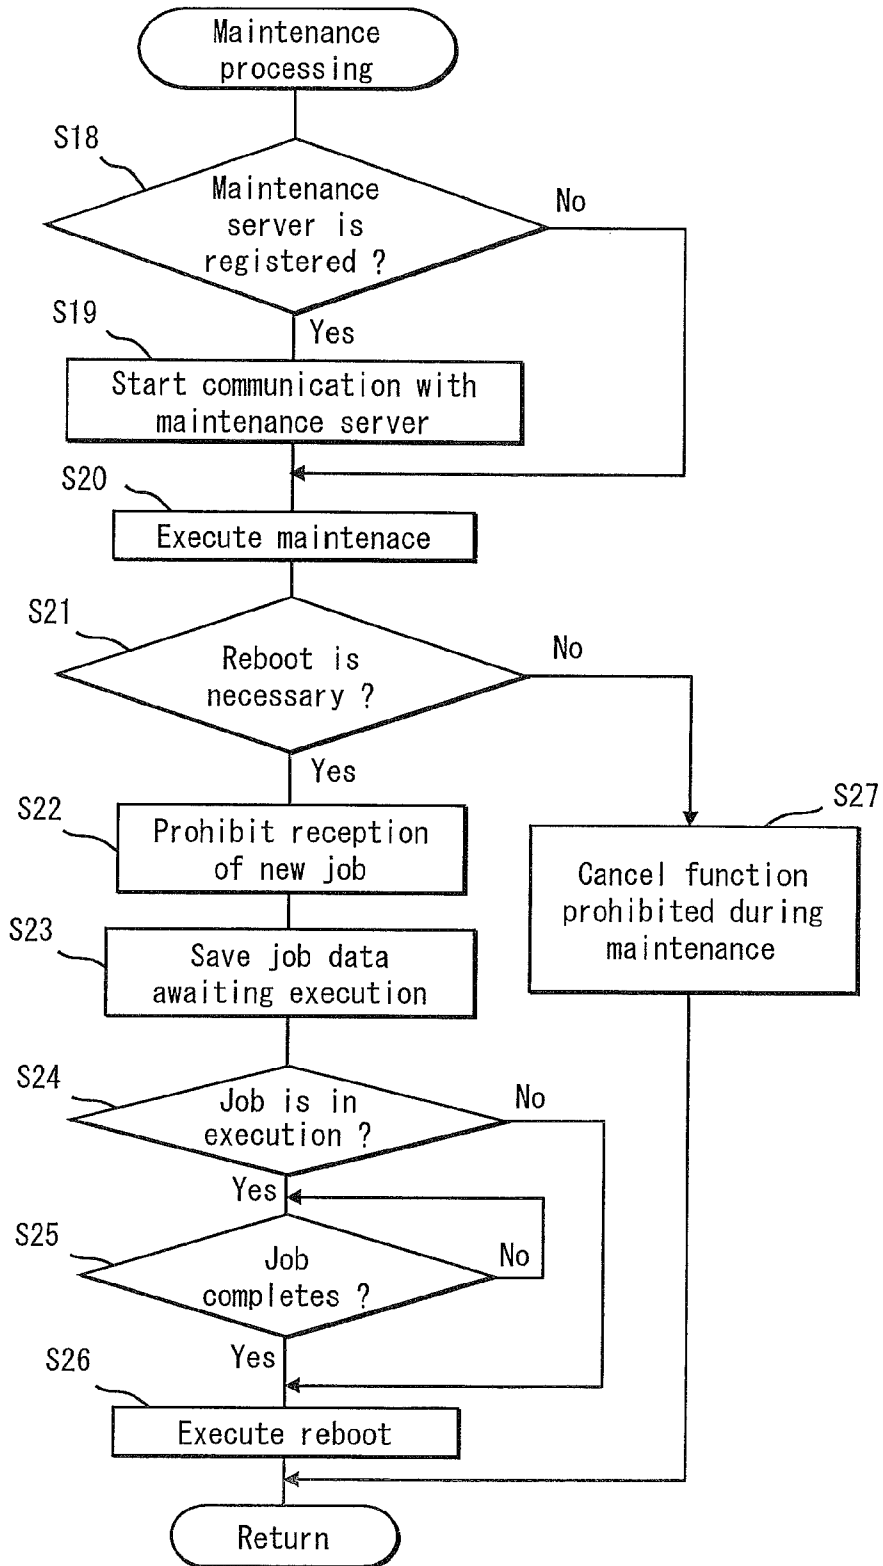 Maintenance
processing
S18
Maintenance
server is
registered ?
No
Yes
S19
Start communication with
maintenance server
S20
Execute maintenace
S21
Reboot is
necessary ?
No
Yes
S22
Prohibit reception
of new job
S27
Cancel function
prohibited during
maintenance
S23
Save job data
awaiting execution
S24
Job is in
execution ?
No
Yes
S25
Job
completes ?
No
Yes
S26
Execute reboot
Return